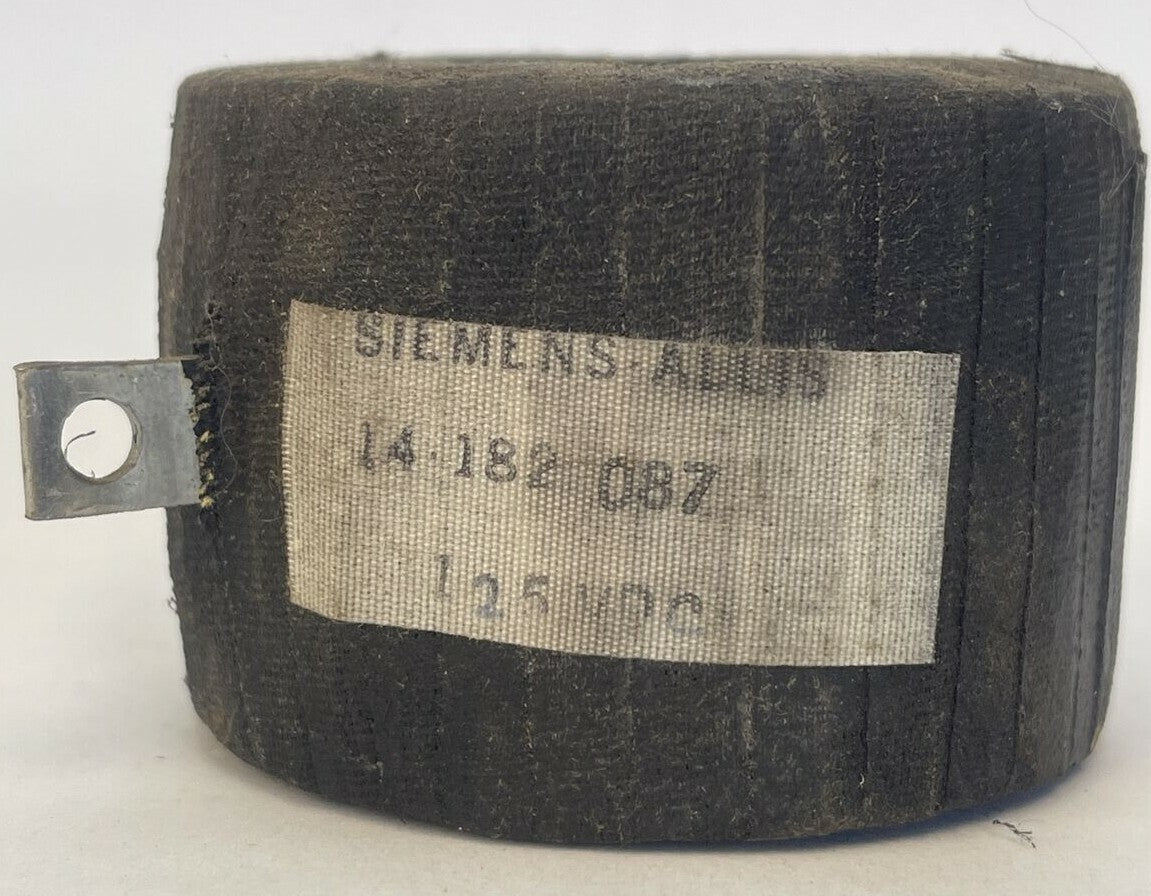 SIEMENS-ALLIS
14-182-087
125 VDC